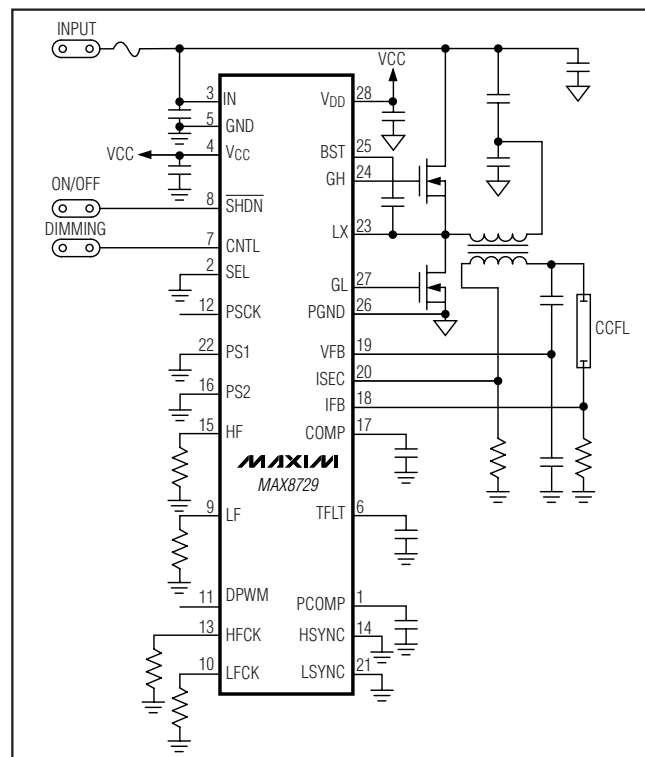 INPUT
VCC
3 IN
5 GND
4 VCC
VCC
ON/OFF
8 SHDN
DIMMING
7 CNTL
2 SEL
12 PSCK
22 PS1
16 PS2
15 HF
9 LF
11 DPWM
13 HFCK
10 LFCK
MAXIM
MAX8729
VDD 28
BST 25
GH 24
LX 23
GL 27
PGND 26
VFB 19
ISEC 20
IFB 18
COMP 17
TFLT 6
PCOMP 1
HSYNC 14
LSYNC 21
CCFL